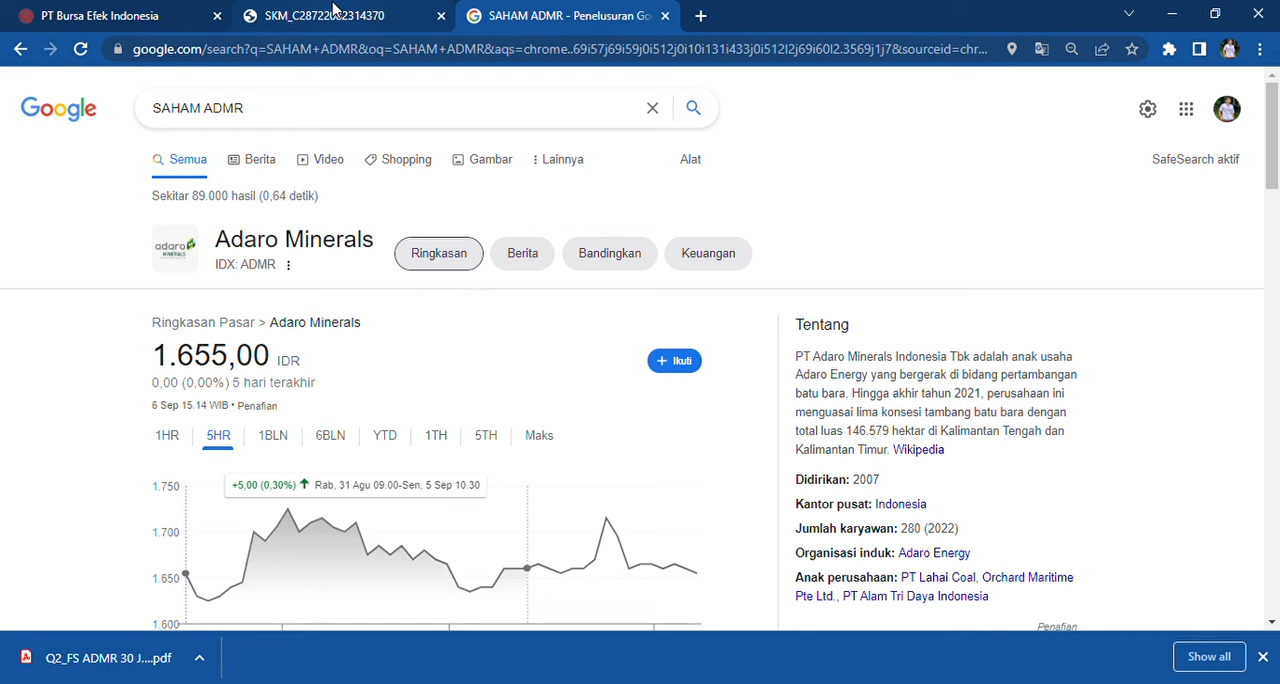 PT Bursa Efek Indonesia
SKM_C28722082314370
SAHAM ADMR - Penelusuran Go
google.com/search?q=SAHAM+ADMR&oq=SAHAM+ADMR&aqs=chrome..69i57j69i59j0i512j0i10i131i433j0i512l2j69i60l2.3569j1j7&sourceid=chr...
Google
SAHAM ADMR
Semua
Berita
Video
Shopping
Gambar
Lainnya
Alat
SafeSearch aktif
Sekitar 89.000 hasil (0,64 detik)
adaro
MINERALS
Adaro Minerals
IDX: ADMR
Ringkasan
Berita
Bandingkan
Keuangan
Ringkasan Pasar > Adaro Minerals
1.655,00 IDR
0,00 (0,00%) 5 hari terakhir
6 Sep 15.14 WIB • Penafian
+ Ikuti
1HR
5HR
1BLN
6BLN
YTD
1TH
5TH
Maks
+5,00 (0,30%) ↑ Rab, 31 Agu 09.00-Sen, 5 Sep 10.30
1.750
1.700
1.650
1.600
Tentang
PT Adaro Minerals Indonesia Tbk adalah anak usaha
Adaro Energy yang bergerak di bidang pertambangan
batu bara. Hingga akhir tahun 2021, perusahaan ini
menguasai lima konsesi tambang batu bara dengan
total luas 146.579 hektar di Kalimantan Tengah dan
Kalimantan Timur. Wikipedia
Didirikan: 2007
Kantor pusat: Indonesia
Jumlah karyawan: 280 (2022)
Organisasi induk: Adaro Energy
Anak perusahaan: PT Lahai Coal, Orchard Maritime
Pte Ltd., PT Alam Tri Daya Indonesia
Penafian
Q2_FS ADMR 30 J....pdf
Show all